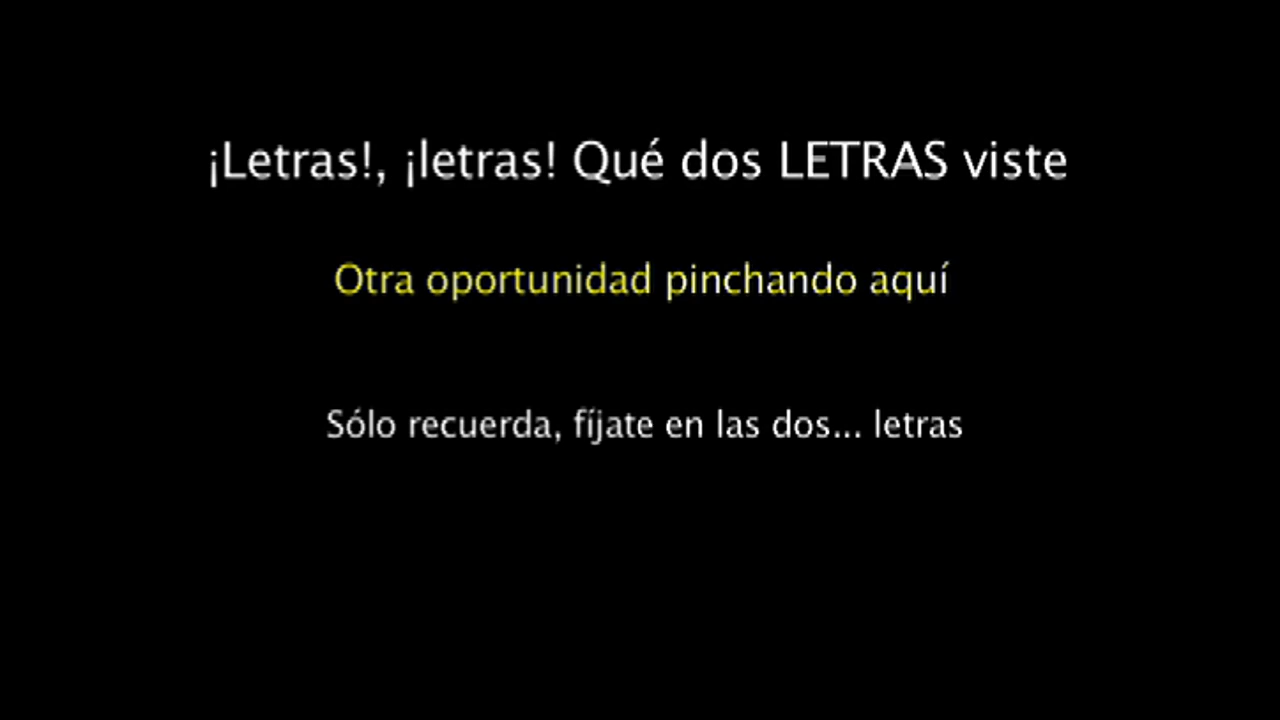 ¡Letras!, ¡letras! Qué dos LETRAS viste
Otra oportunidad pinchando aquí
Sólo recuerda, fíjate en las dos... letras